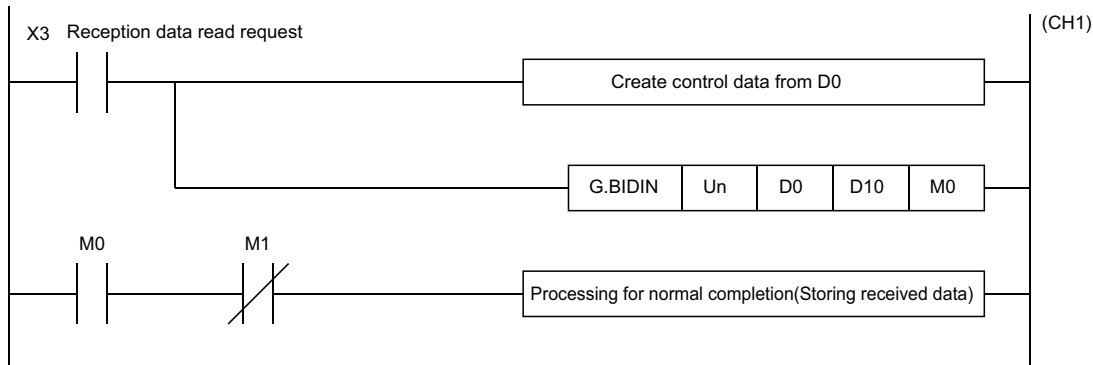 X3 Reception data read request
(CH1)
Create control data from D0
G.BIDIN Un D0 D10 M0
M0 M1
Processing for normal completion(Storing received data)